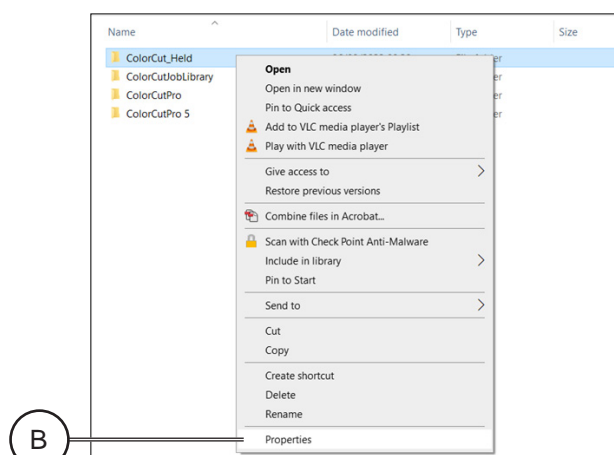 Name Date modified Type Size
ColorCut_Held
ColorCutJobLibrary
ColorCutPro
ColorCutPro 5
Open
Open in new window
Pin to Quick access
Add to VLC media player's Playlist
Play with VLC media player
Give access to
Restore previous versions
Combine files in Acrobat...
Scan with Check Point Anti-Malware
Include in library
Pin to Start
Send to
Cut
Copy
Create shortcut
Delete
Rename
B Properties